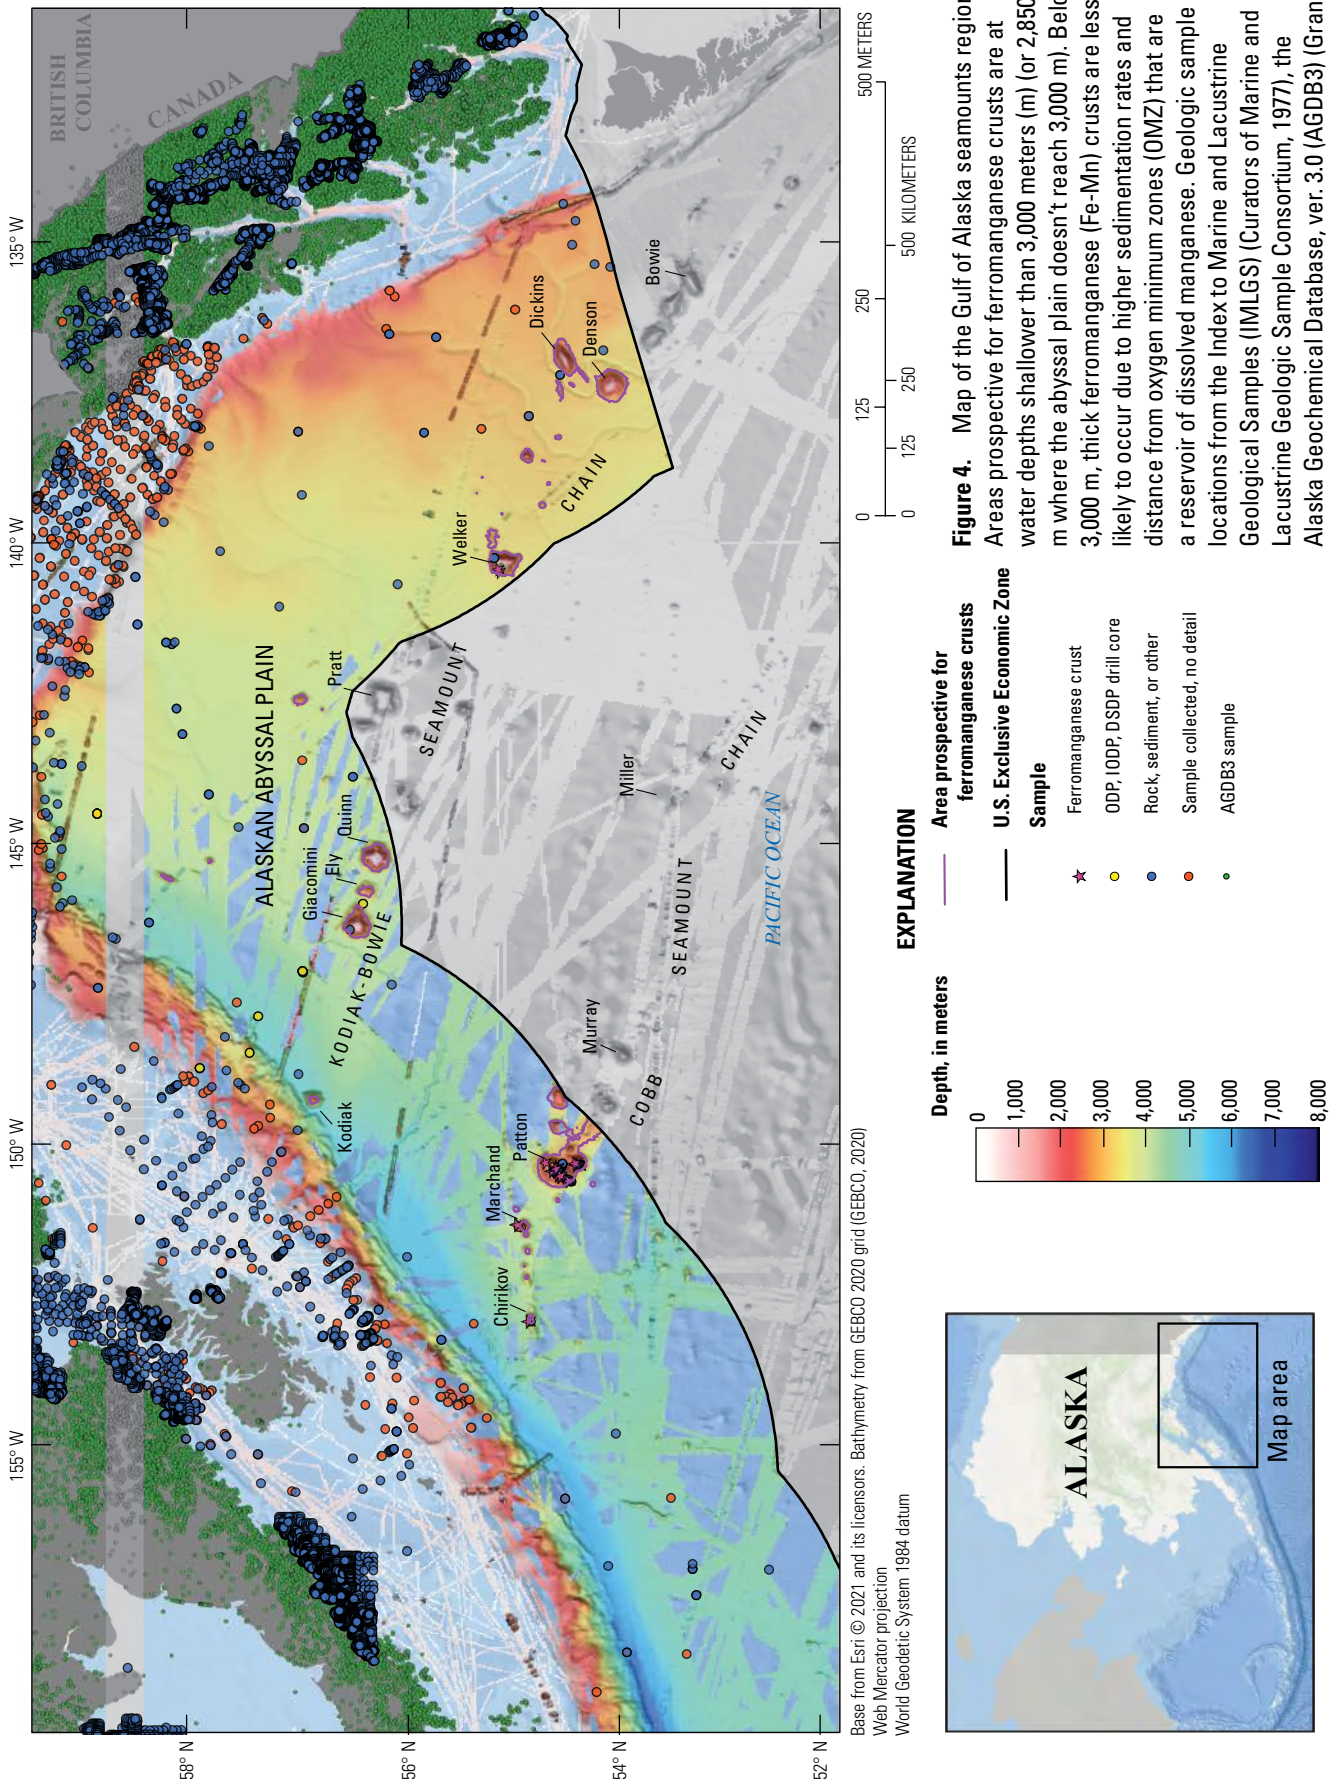 135° W
140° W
145° W
150° W
155° W
58° N
56° N
54° N
52° N
BRITISH
COLUMBIA
CANADA
ALASKAN ABYSSAL PLAIN
Dickins
Denson
Bowie
Welker
CHAIN
Pratt
SEAMOUNT
Quinn
Ely
Giacomini
KODIAK-BOWIE
Kodiak
Miller
CHAIN
SEAMOUNT
PACIFIC OCEAN
Murray
COBB
Patton
Marchand
Chirikov
Base from Esri © 2021 and its licensors. Bathymetry from GEBCO 2020 grid (GEBCO, 2020)
Web Mercator projection
World Geodetic System 1984 datum
0 125 250 500 METERS
0 125 250 500 KILOMETERS
EXPLANATION
Depth, in meters
0
1,000
2,000
3,000
4,000
5,000
6,000
7,000
8,000
Area prospective for
ferromanganese crusts
U.S. Exclusive Economic Zone
Sample
Ferromanganese crust
ODP, IODP, DSDP drill core
Rock, sediment, or other
Sample collected, no detail
AGDB3 sample
ALASKA
Map area
Figure 4. Map of the Gulf of Alaska seamounts region
Areas prospective for ferromanganese crusts are at
water depths shallower than 3,000 meters (m) (or 2,850
m where the abyssal plain doesn't reach 3,000 m). Belo
3,000 m, thick ferromanganese (Fe-Mn) crusts are less
likely to occur due to higher sedimentation rates and
distance from oxygen minimum zones (OMZ) that are
a reservoir of dissolved manganese. Geologic sample
locations from the Index to Marine and Lacustrine
Geological Samples (IMLGS) (Curators of Marine and
Lacustrine Geologic Sample Consortium, 1977), the
Alaska Geochemical Database, ver. 3.0 (AGDB3) (Gran